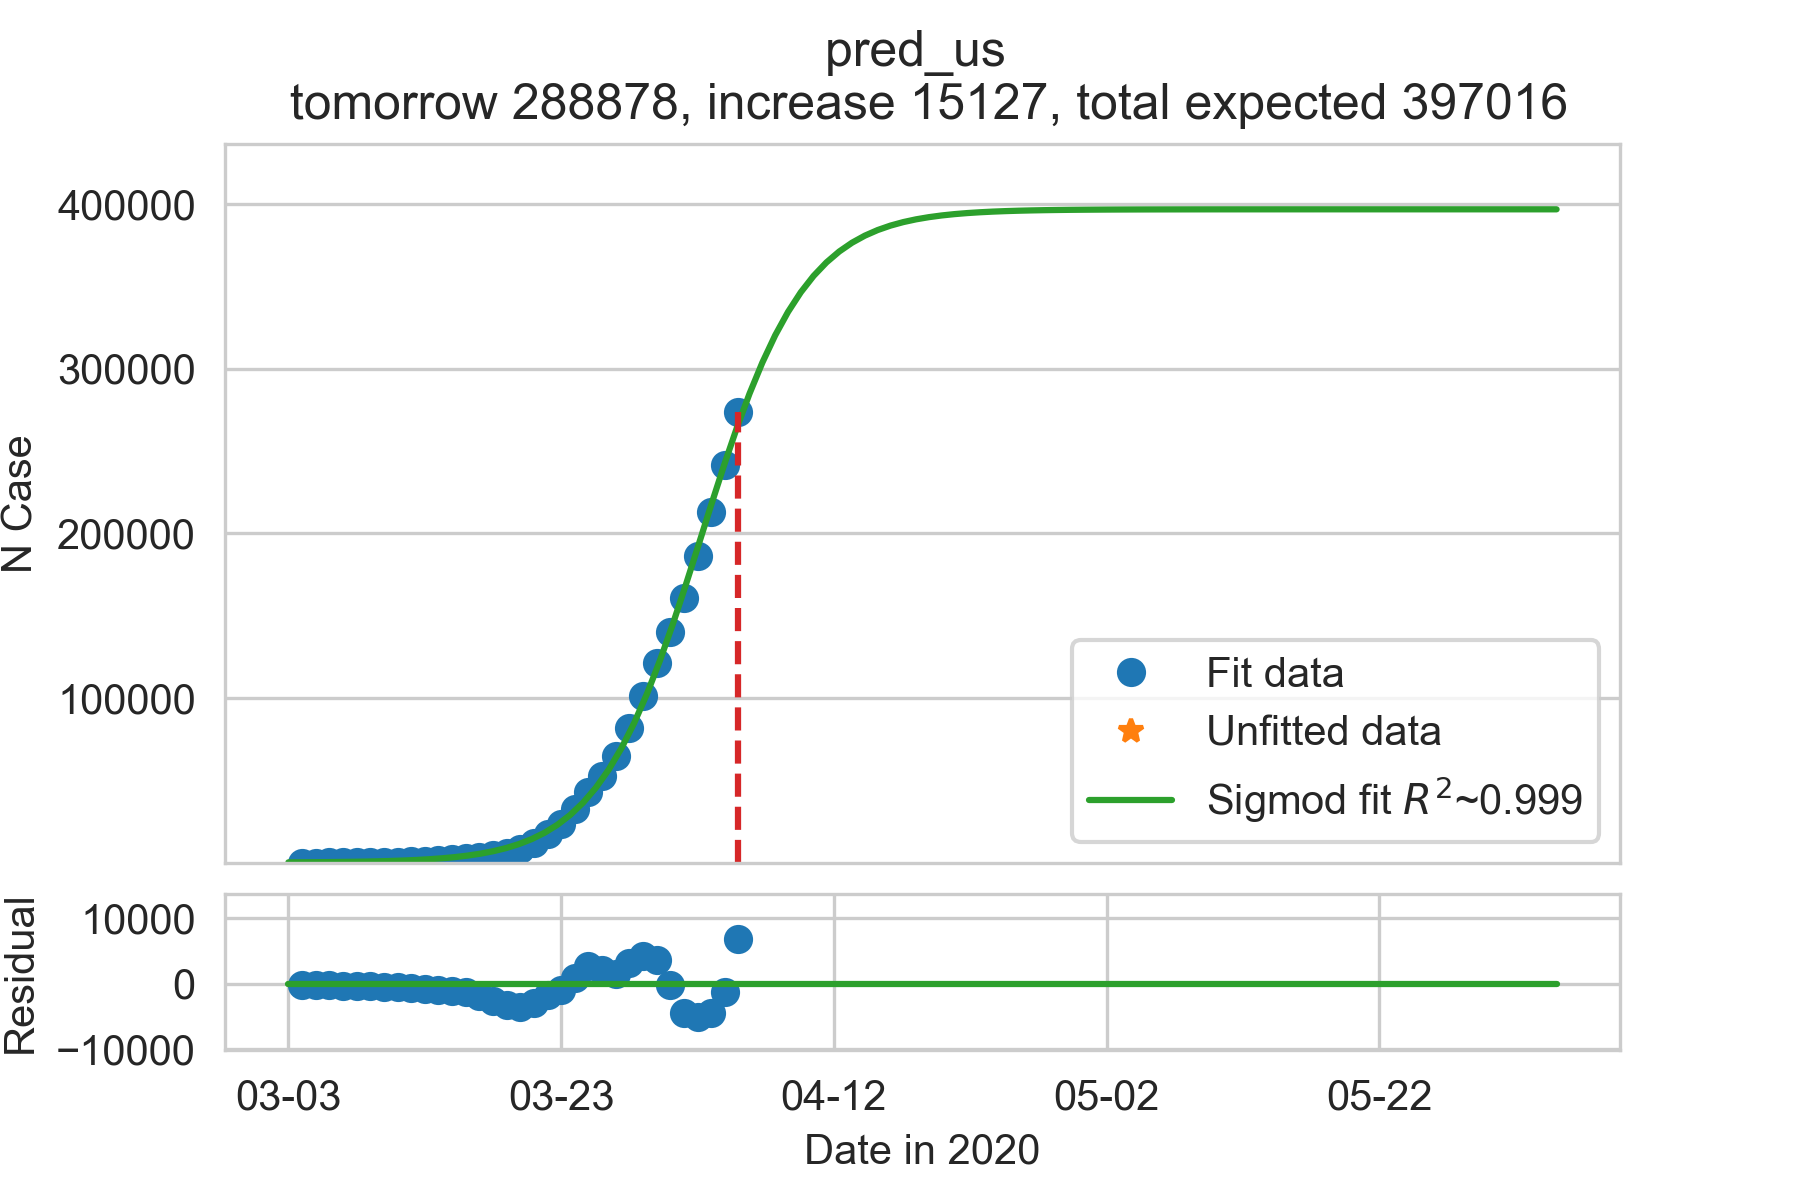 pred_us
tomorrow 288878, increase 15127, total expected 397016
400000
300000
200000
100000
N Case
Fit data
Unfitted data
Sigmod fit R²~0.999
10000
0
−10000
Residual
03-03
03-23
04-12
05-02
05-22
Date in 2020